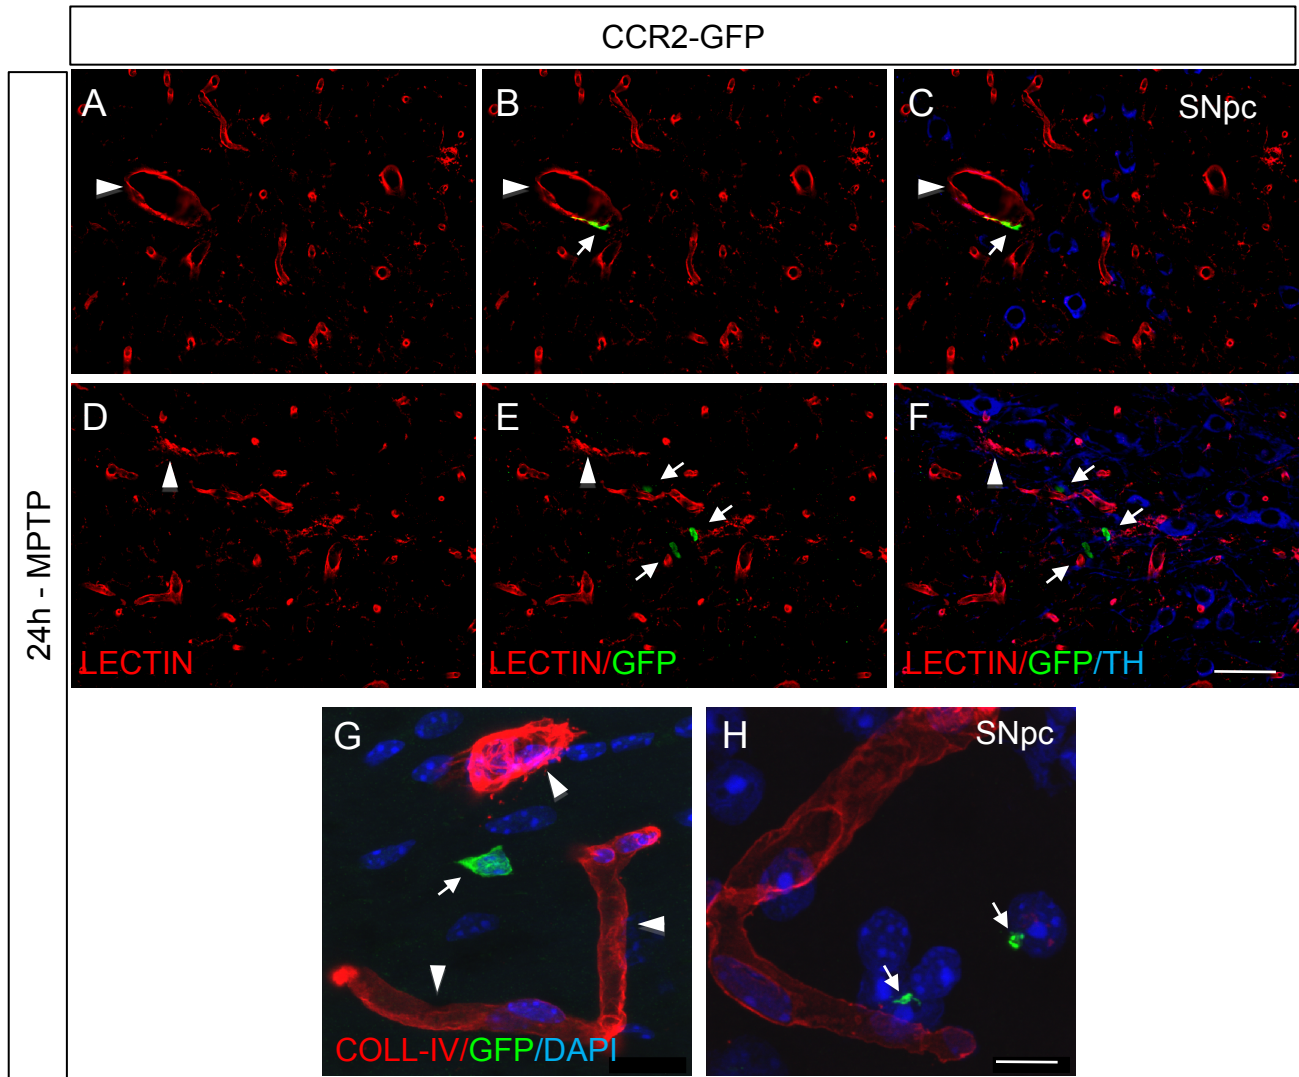 CCR2-GFP
24h - MPTP
A
B
C
SNpc
D
E
F
LECTIN
LECTIN/GFP
LECTIN/GFP/TH
G
H
SNpc
COLL-IV/GFP/DAPI